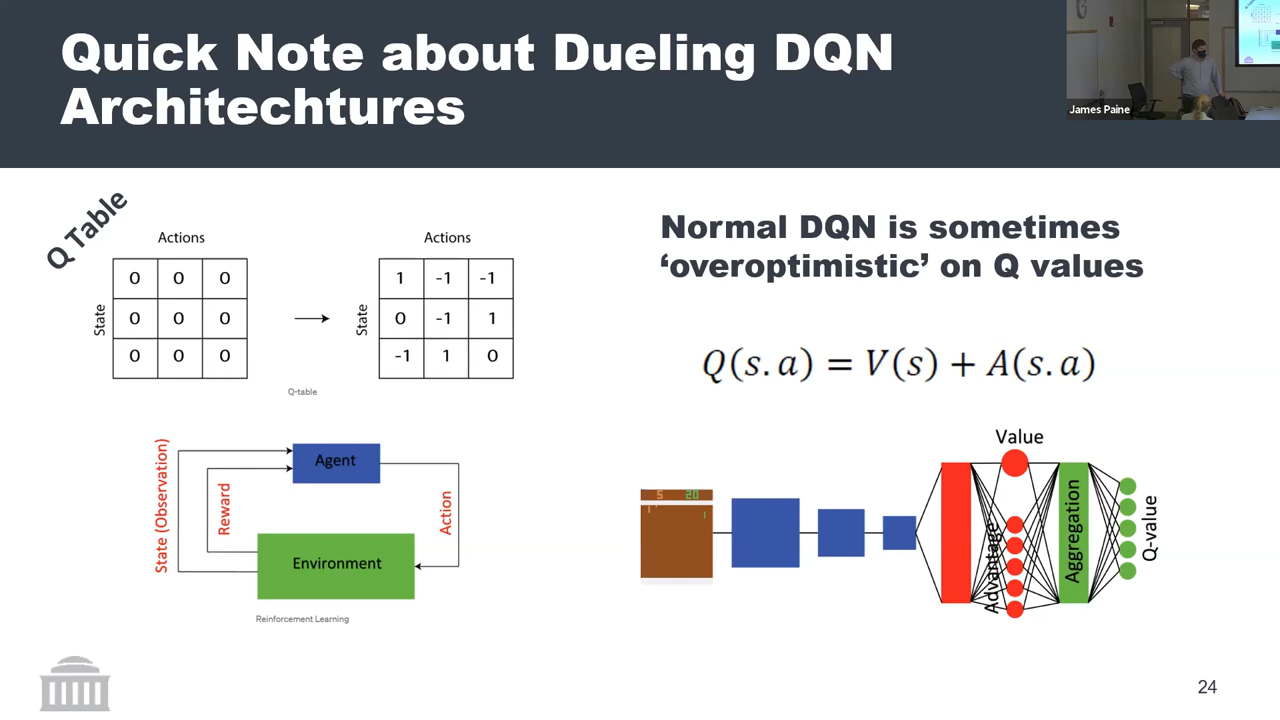 Quick Note about Dueling DQN
Architechtures
James Paine
Q Table
Actions
State
0 0 0
0 0 0
0 0 0
Actions
State
1 -1 -1
0 -1 1
-1 1 0
Q-table
State (Observation)
Reward
Agent
Action
Environment
Reinforcement Learning
Normal DQN is sometimes
‘overoptimistic’ on Q values
Q(s.a) = V(s) + A(s.a)
5 20
Value
Advantage
Aggregation
Q-value
24